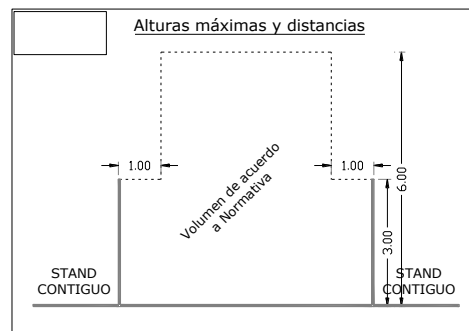 Alturas máximas y distancias
1.00
1.00
Volumen de acuerdo
a Normativa
6.00
3.00
STAND
CONTIGUO
STAND
CONTIGUO